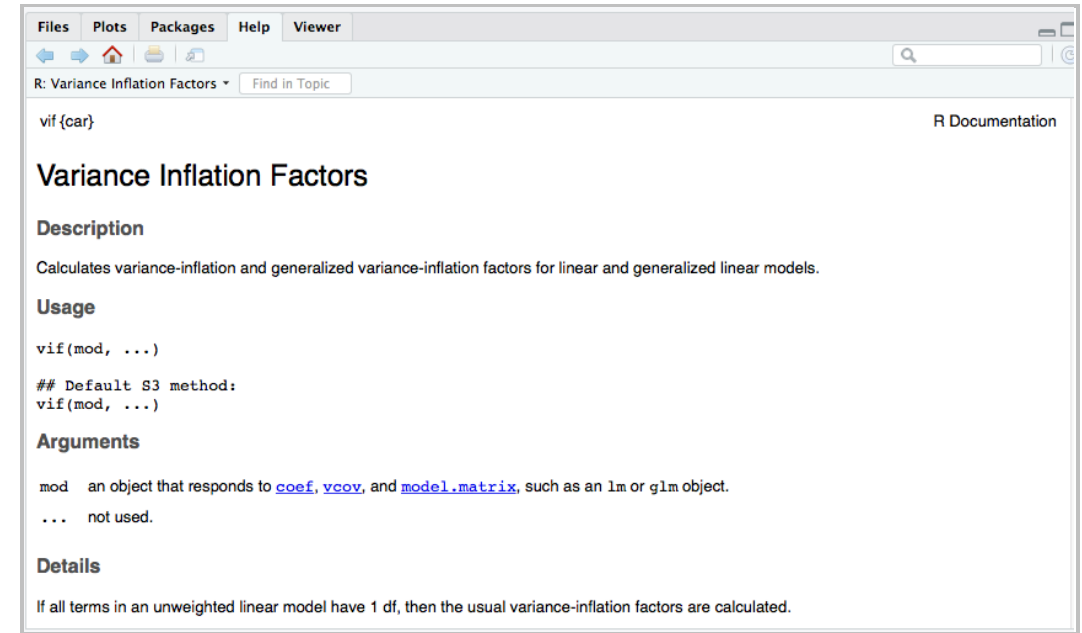 Files Plots Packages Help Viewer
R: Variance Inflation Factors Find in Topic
vif {car} R Documentation
Variance Inflation Factors
Description
Calculates variance-inflation and generalized variance-inflation factors for linear and generalized linear models.
Usage
vif(mod, ...)
## Default S3 method:
vif(mod, ...)
Arguments
mod an object that responds to coef, vcov, and model.matrix, such as an lm or glm object.
... not used.
Details
If all terms in an unweighted linear model have 1 df, then the usual variance-inflation factors are calculated.